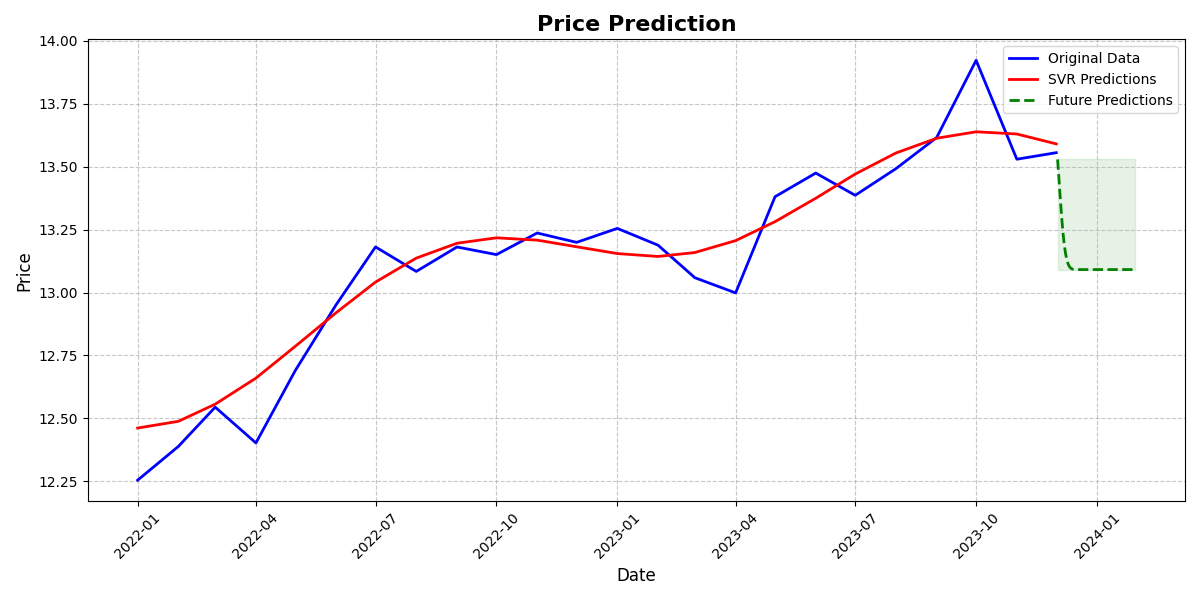 Price Prediction
Original Data
SVR Predictions
Future Predictions
Price
14.00
13.75
13.50
13.25
13.00
12.75
12.50
12.25
2022-01
2022-04
2022-07
2022-10
2023-01
2023-04
2023-07
2023-10
2024-01
Date